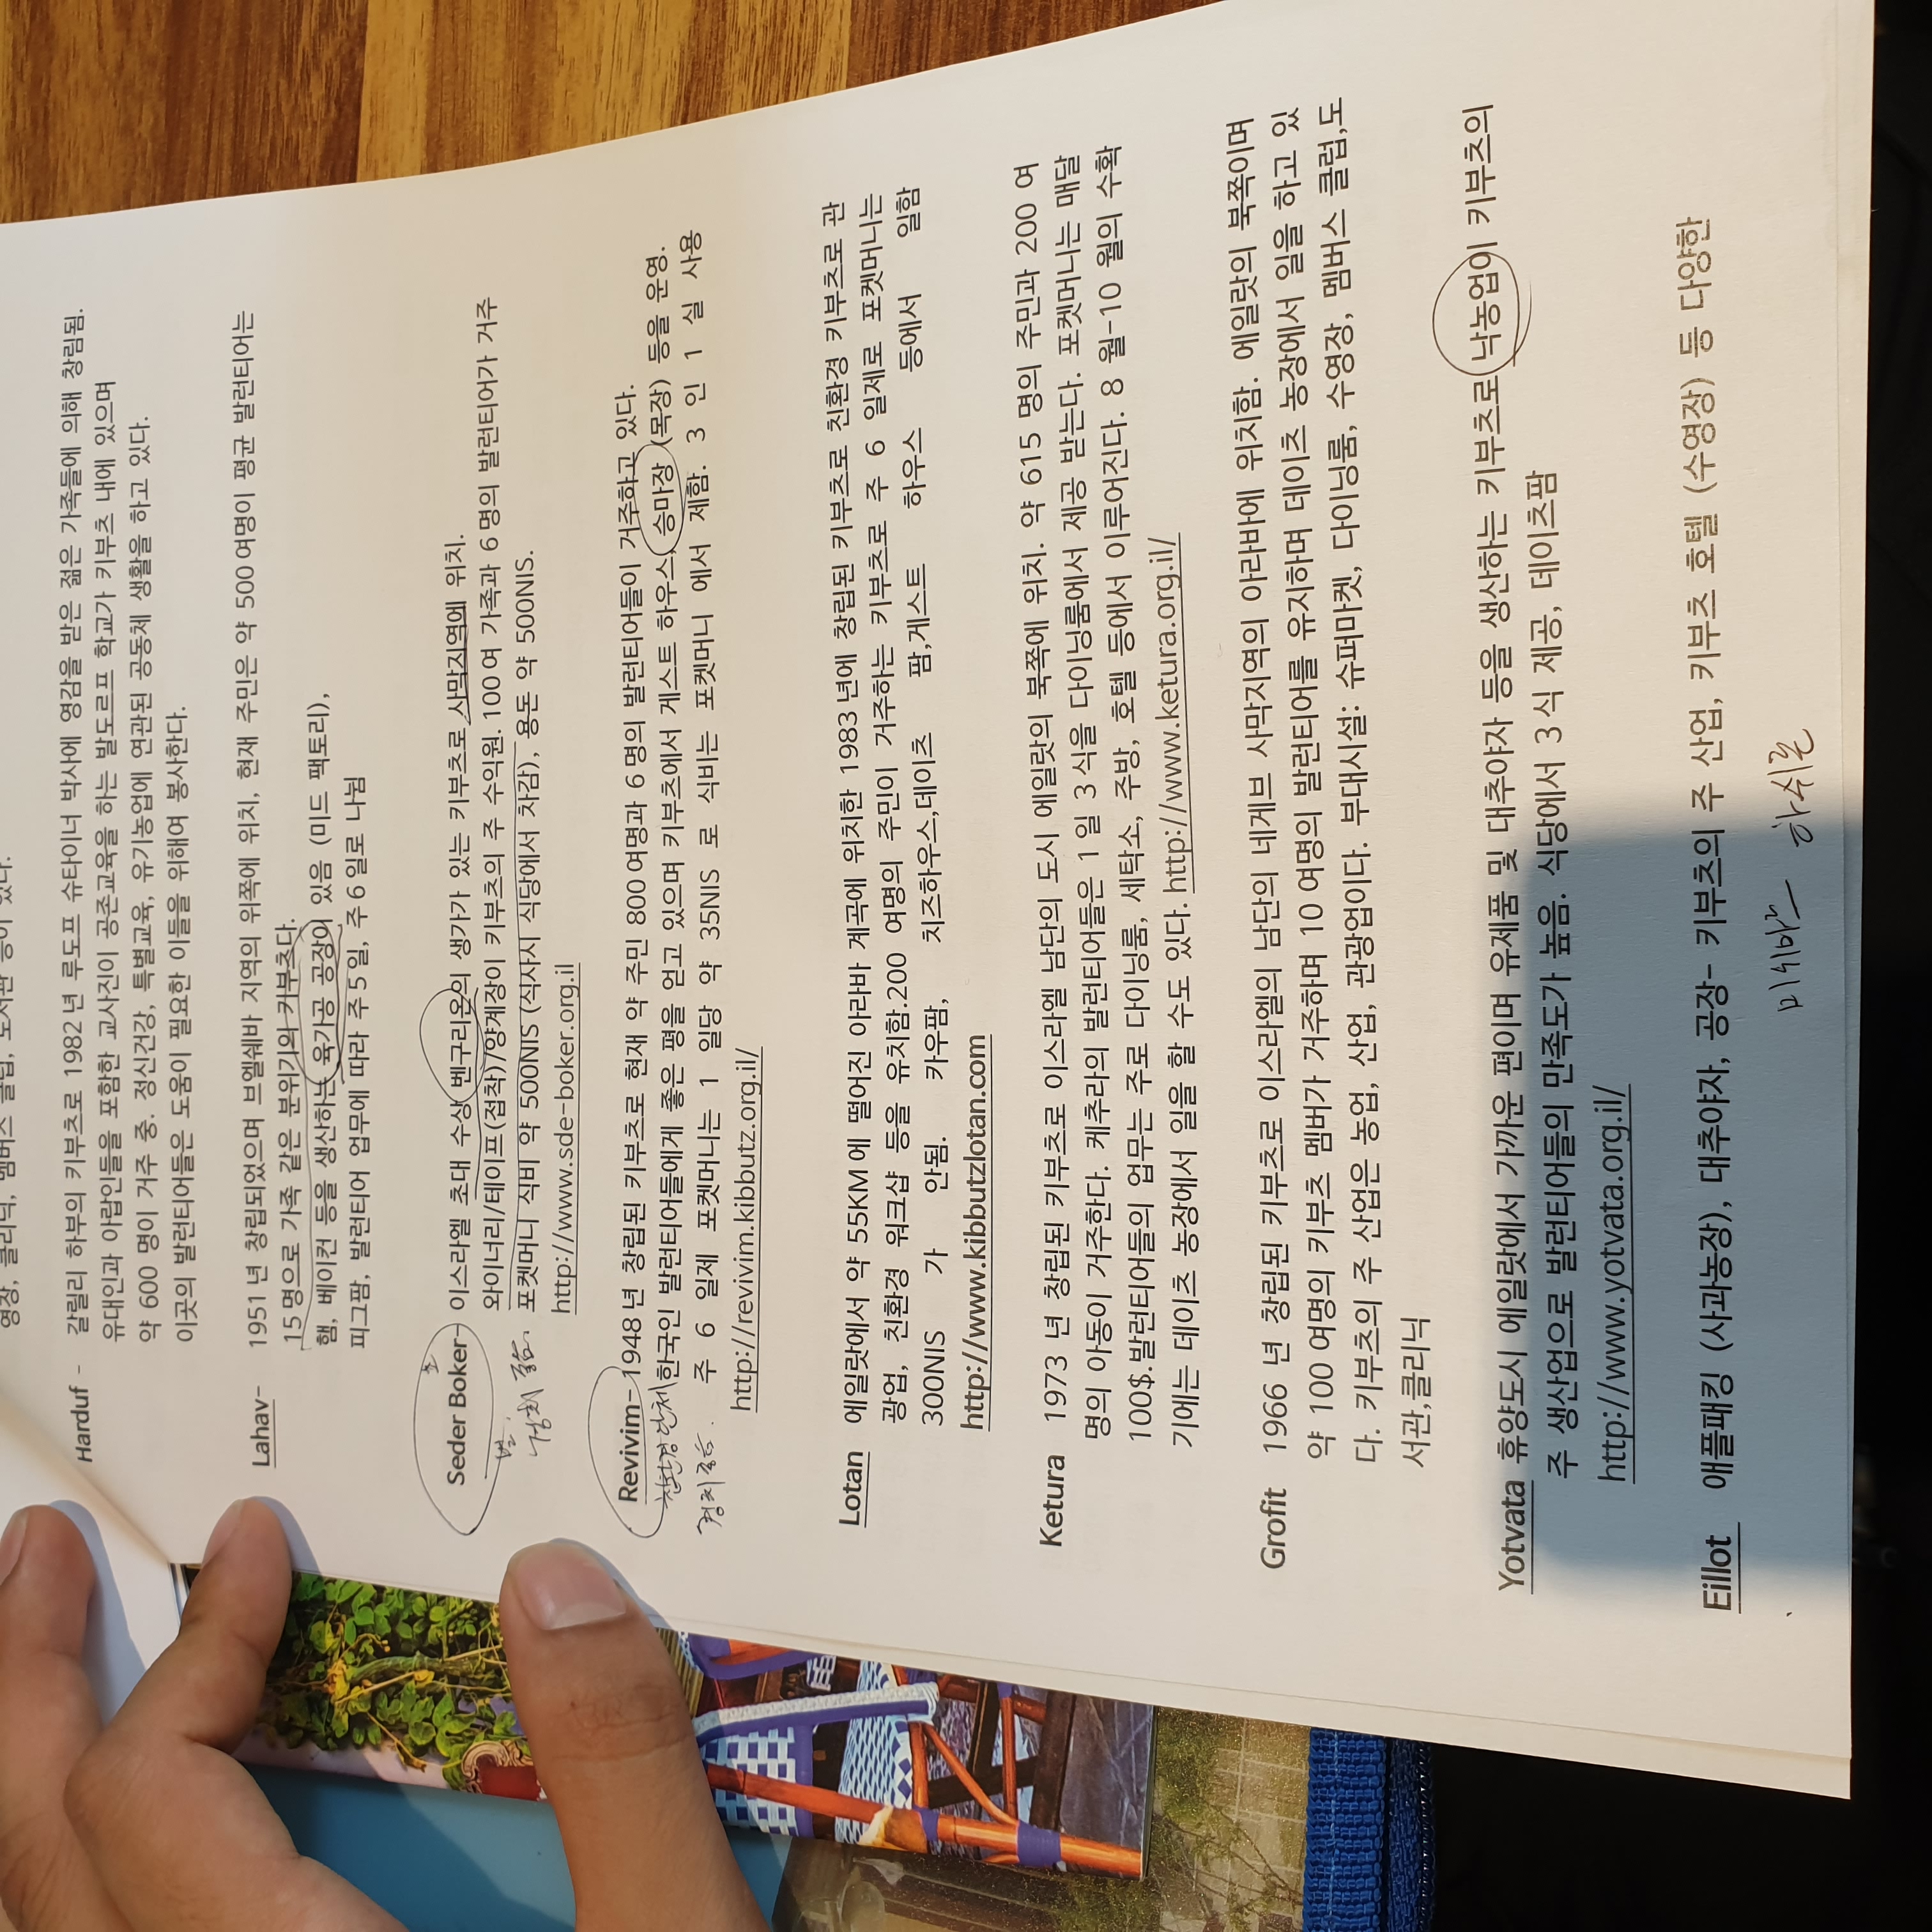 영장, 클리닉, 멤버스 클럽, 도서관 등이 있다.
Harduf - 갈릴리 하부의 키부츠로 1982년 루도프 슈타이너 박사에 영감을 받은 젊은 가족들에 의해 창림됨.
유대인과 아랍인들을 포함한 교사진이 공존교육을 하는 발도르프 학교가 키부츠 내에 있으며
약 600 명이 거주 중. 정신건강, 특별교육, 유기농업에 연관된 공동체 생활을 하고 있다.
이곳의 발런티어들은 도움이 필요한 이들을 위해여 봉사한다.
Lahav- 1951년 창립되었으며 브엘쉐바 지역의 위쪽에 위치, 현재 주민은 약 500여명이 평균 발런티어는
15명으로 가족 같은 분위기의 키부츠다.
햄, 베이컨 등을 생산하는 육가공 공장이 있음 (미드 팩토리),
피그팜, 발런티어 업무에 따라 주5일, 주6일로 나뉨
Seder Boker- 이스라엘 초대 수상 벤구리온의 생가가 있는 키부츠로 사막지역에 위치.
와이너리/테이프(접착)/양계장이 키부츠의 주 수익원. 100여 가족과 6명의 발런티어가 거주
별,
경치 좋음. 포켓머니 식비 약 500NIS (식사시 식당에서 차감), 용돈 약 500NIS.
http://www.sde-boker.org.il
Revivim- 1948년 창립된 키부츠로 현재 약 주민 800여명과 6명의 발런티어들이 거주하고 있다.
친환경단체 한국인 발런티어들에게 좋은 평을 얻고 있으며 키부츠에서 게스트 하우스, 승마장 (목장) 등을 운영.
경치좋음. 주 6 일제 포켓머니는 1 일당 약 35NIS 로 식비는 포켓머니 에서 제함. 3 인 1 실 사용
http://revivim.kibbutz.org.il/
Lotan 에일랏에서 약 55KM에 떨어진 아라바 계곡에 위치한 1983년에 창립된 키부츠로 친환경 키부츠로 관
광업, 친환경 워크샵 등을 유치함.200 여명의 주민이 거주하는 키부츠로 주 6 일제로 포켓머니는
300NIS 가 안됨. 카우팜, 치즈하우스,데이츠 팜,게스트 하우스 등에서 일함
http://www.kibbutzlotan.com
Ketura 1973 년 창립된 키부츠로 이스라엘 남단의 도시 에일랏의 북쪽에 위치. 약 615 명의 주민과 200 여
명의 아동이 거주한다. 케추라의 발런티어들은 1일 3식을 다이닝룸에서 제공 받는다. 포켓머니는 매달
100$.발런티어들의 업무는 주로 다이닝룸, 세탁소, 주방, 호텔 등에서 이루어진다. 8 월-10 월의 수확
기에는 데이츠 농장에서 일을 할 수도 있다. http://www.ketura.org.il/
Grofit 1966 년 창립된 키부츠로 이스라엘의 남단의 네게브 사막지역의 아라바에 위치함. 에일랏의 북쪽이며
약 100여명의 키부츠 멤버가 거주하며 10여명의 발런티어를 유지하며 데이츠 농장에서 일을 하고 있
다. 키부츠의 주 산업은 농업, 산업, 관광업이다. 부대시설: 슈퍼마켓, 다이닝룸, 수영장, 멤버스 클럽,도
서관,클리닉
Yotvata 휴양도시 에일랏에서 가까운 편이며 유제품 및 대추야자 등을 생산하는 키부츠로 낙농업이 키부츠의
주 생산업으로 발런티어들의 만족도가 높음. 식당에서 3식 제공, 데이츠팜
http://www.yotvata.org.il/
Eillot 애플패킹 (사과농장), 대추야자, 공장- 키부츠의 주 산업, 키부츠 호텔 (수영장) 등 다양한
하쉬론